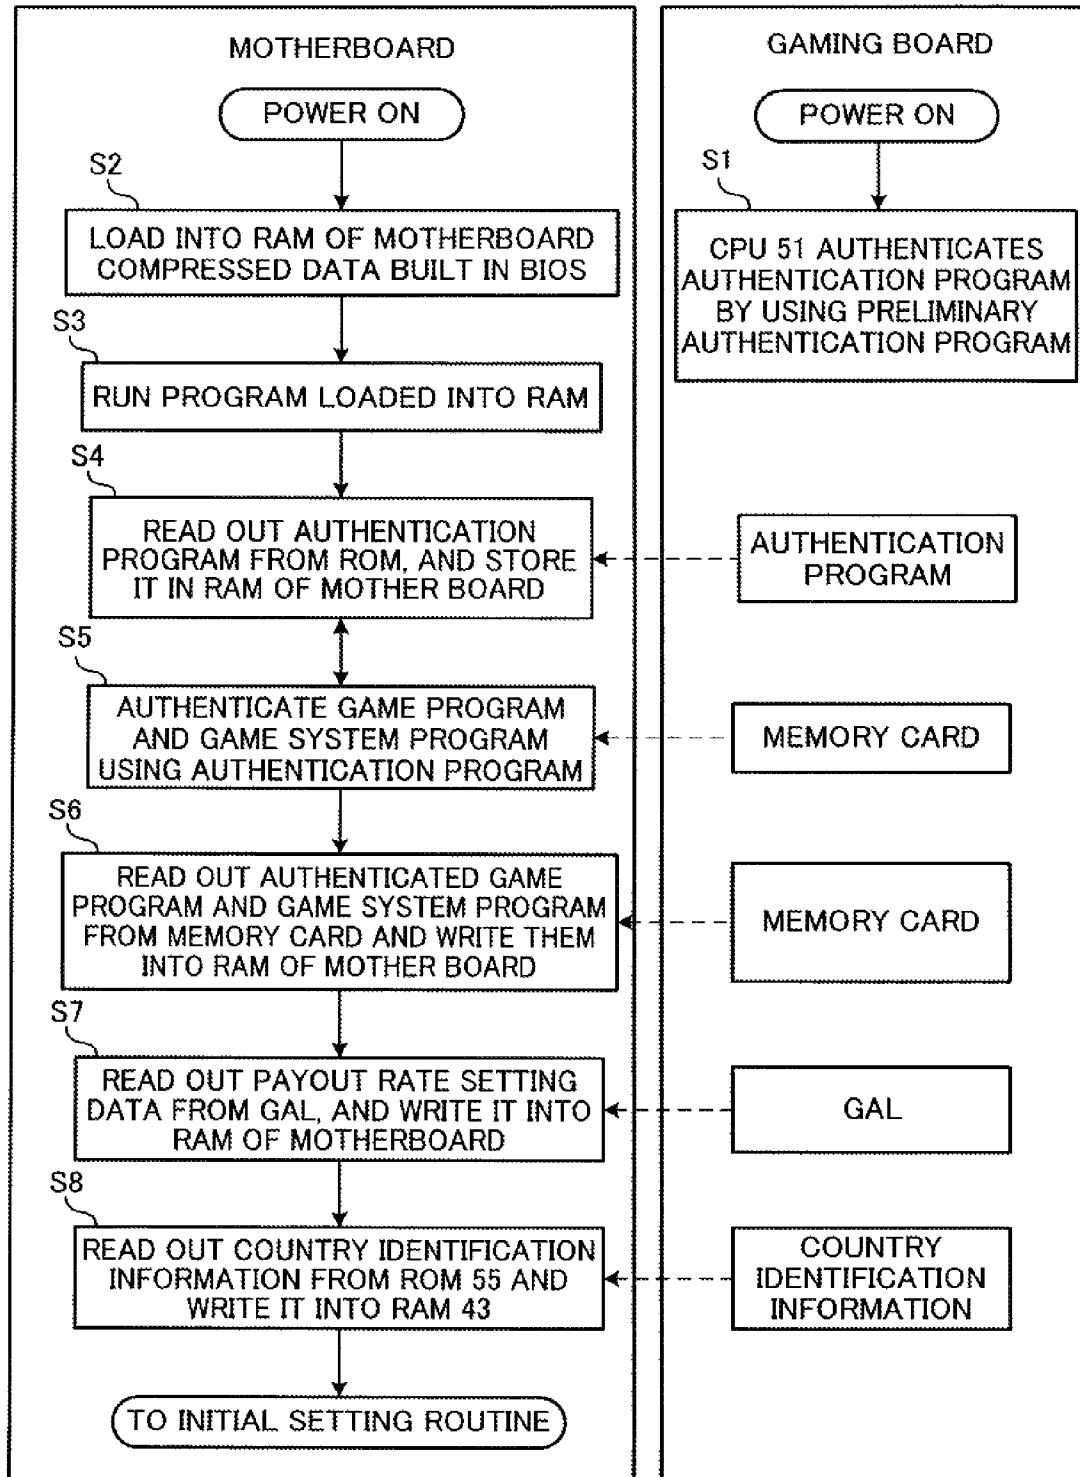 MOTHERBOARD
POWER ON
S2
LOAD INTO RAM OF MOTHERBOARD
COMPRESSED DATA BUILT IN BIOS
S3
RUN PROGRAM LOADED INTO RAM
S4
READ OUT AUTHENTICATION
PROGRAM FROM ROM, AND STORE
IT IN RAM OF MOTHER BOARD
S5
AUTHENTICATE GAME PROGRAM
AND GAME SYSTEM PROGRAM
USING AUTHENTICATION PROGRAM
S6
READ OUT AUTHENTICATED GAME
PROGRAM AND GAME SYSTEM PROGRAM
FROM MEMORY CARD AND WRITE THEM
INTO RAM OF MOTHER BOARD
S7
READ OUT PAYOUT RATE SETTING
DATA FROM GAL, AND WRITE IT INTO
RAM OF MOTHERBOARD
S8
READ OUT COUNTRY IDENTIFICATION
INFORMATION FROM ROM 55 AND
WRITE IT INTO RAM 43
TO INITIAL SETTING ROUTINE
GAMING BOARD
POWER ON
S1
CPU 51 AUTHENTICATES
AUTHENTICATION PROGRAM
BY USING PRELIMINARY
AUTHENTICATION PROGRAM
AUTHENTICATION
PROGRAM
MEMORY CARD
MEMORY CARD
GAL
COUNTRY
IDENTIFICATION
INFORMATION